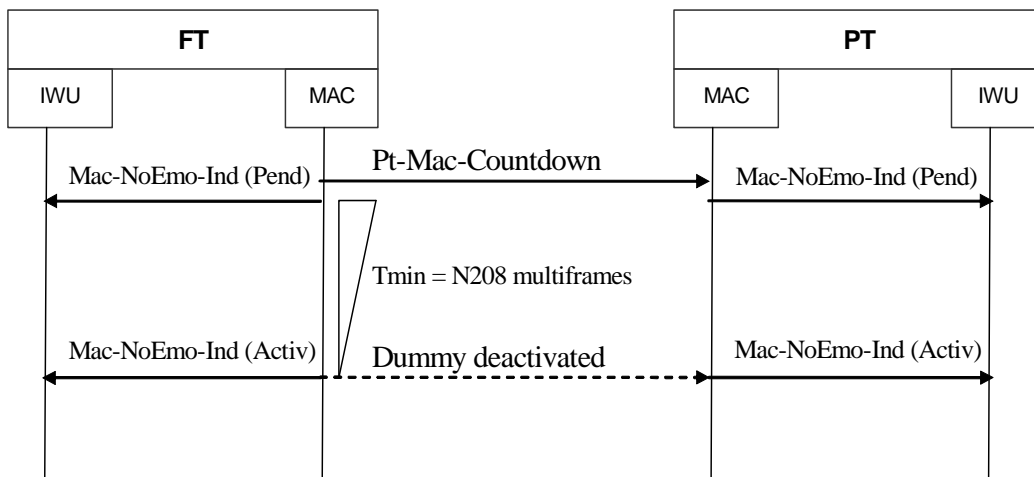 FT
PT
IWU
MAC
MAC
IWU
Mac-NoEmo-Ind (Pend)
Pt-Mac-Countdown
Mac-NoEmo-Ind (Pend)
Tmin = N208 multiframes
Mac-NoEmo-Ind (Activ)
Dummy deactivated
Mac-NoEmo-Ind (Activ)